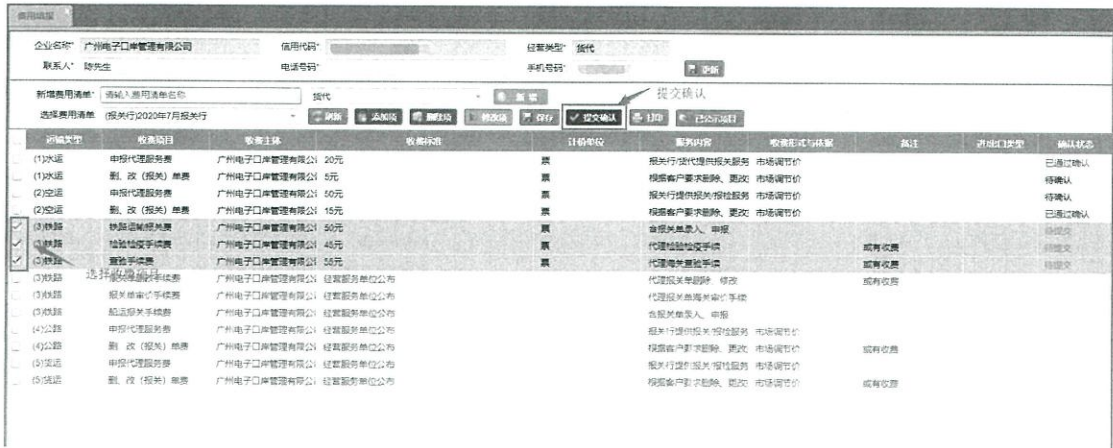 费用填报
企业名称* 广州电子口岸管理有限公司 信用代码* 经营类型* 货代
联系人* 陈先生 电话号码* 手机号码* 更新
新增费用清单* 请输入费用清单名称 货代 新增 提交确认
选择费用清单 (报关行)2020年7月报关行 刷新 添加项 删除项 修改项 保存 提交确认 打印 已公示项目
运输类型 收费项目 收费主体 收费标准 计价单位 服务内容 收费形式与依据 备注 进出口类型 确认状态
(1)水运 申报代理服务费 广州电子口岸管理有限公 20元 票 报关行/货代提供报关服务 市场调节价 已通过确认
(1)水运 删、改（报关）单费 广州电子口岸管理有限公 5元 票 根据客户要求删除、更改 市场调节价 待确认
(2)空运 申报代理服务费 广州电子口岸管理有限公 50元 票 报关行提供报关/报检服务 市场调节价 待确认
(2)空运 删、改（报关）单费 广州电子口岸管理有限公 15元 票 根据客户要求删除、更改 市场调节价 已通过确认
(3)铁路 铁路运输报关费 广州电子口岸管理有限公 50元 票 含报关单录入、申报 待提交
(3)铁路 检验检疫手续费 广州电子口岸管理有限公 45元 票 代理检验检疫手续 或有收费 待提交
(3)铁路 查验手续费 广州电子口岸管理有限公 55元 票 代理海关查验手续 或有收费 待提交
选择收费项目
(3)铁路 报关单删改手续费 广州电子口岸管理有限公 经营服务单位公布 代理报关单删除、修改 或有收费
(3)铁路 报关单审价手续费 广州电子口岸管理有限公 经营服务单位公布 代理报关单海关审价手续
(3)铁路 船运报关手续费 广州电子口岸管理有限公 经营服务单位公布 含报关单录入、申报
(4)公路 申报代理服务费 广州电子口岸管理有限公 经营服务单位公布 报关行提供报关/报检服务 市场调节价
(4)公路 删、改（报关）单费 广州电子口岸管理有限公 经营服务单位公布 根据客户要求删除、更改 市场调节价 或有收费
(5)货运 申报代理服务费 广州电子口岸管理有限公 经营服务单位公布 报关行提供报关/报检服务 市场调节价
(5)货运 删、改（报关）单费 广州电子口岸管理有限公 经营服务单位公布 根据客户要求删除、更改 市场调节价 或有收费